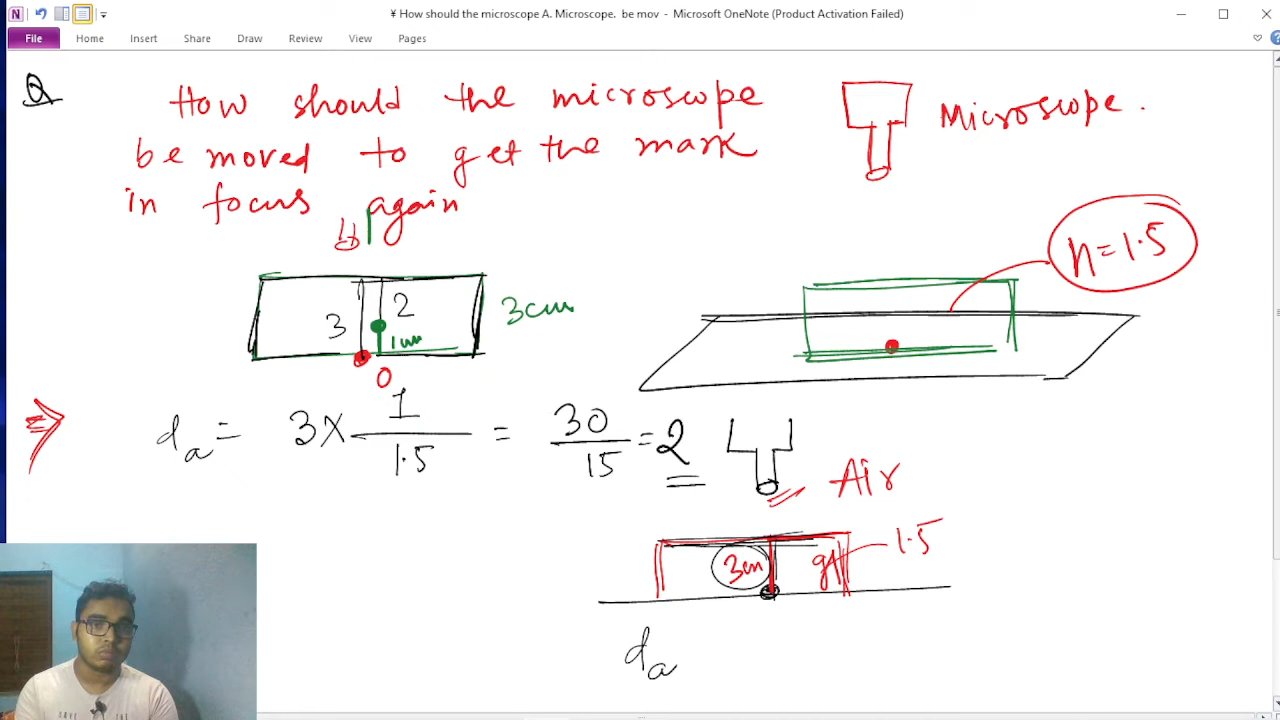 ¥ How should the microscope A. Microscope. be mov - Microsoft OneNote (Product Activation Failed)
File Home Insert Share Draw Review View Pages
Q
How should the microscope
be moved to get the mark
in focus again
Microscope.
n=1.5
3 2
1cm
3cm
O
da = 3 X 1/1.5 = 30/15 = 2
Air
3cm
gl
1.5
da